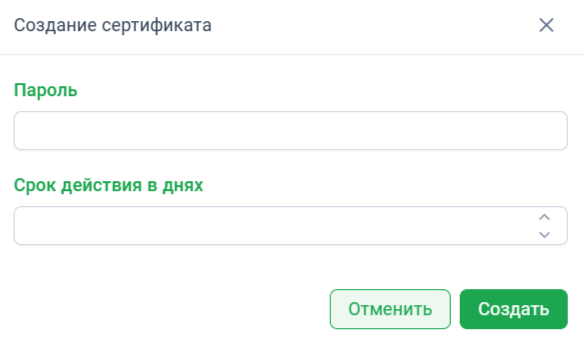 Создание сертификата
Пароль
Срок действия в днях
Отменить Создать